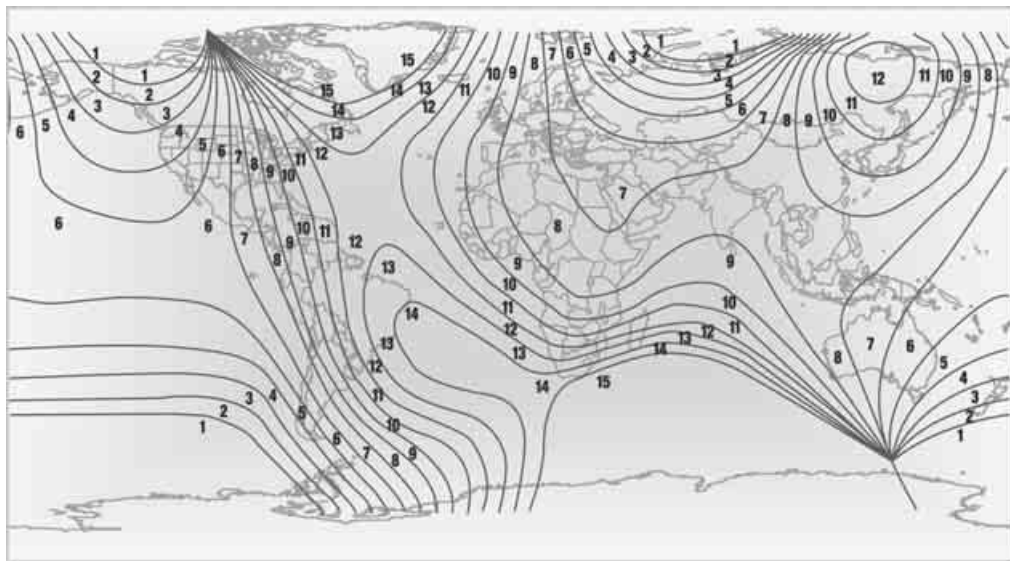 1 7 6 5 4 3 2 1 1
15 8 2
2 1 14 10 9 3 12 11 10 9 8
15 13 11 4
3 2 12 5 6 11
4 3 14 7 8 9 10
6 5 4 13
5 6 7 8 9 10 11 12
7
6 6 7 10 11 8
9 12
8 13 9 9
10
14 11 10
13 12 13 14 13 12 11
8 7 6
12 5
14 15 4
3 4 11 3
2 5 2
1 10 1
6 7 8 9